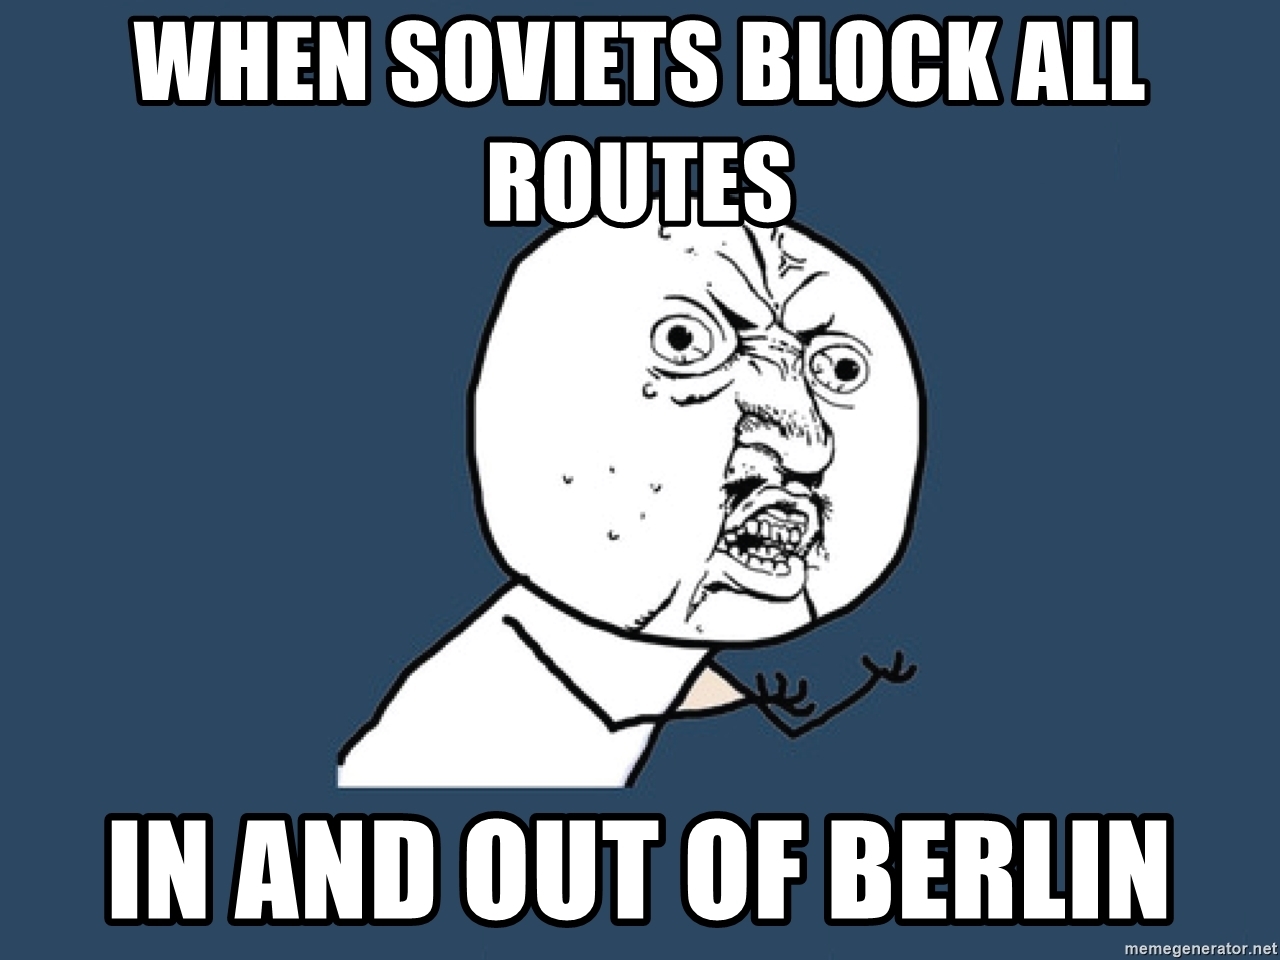 WHEN SOVIETS BLOCK ALL
ROUTES
IN AND OUT OF BERLIN
memegenerator.net